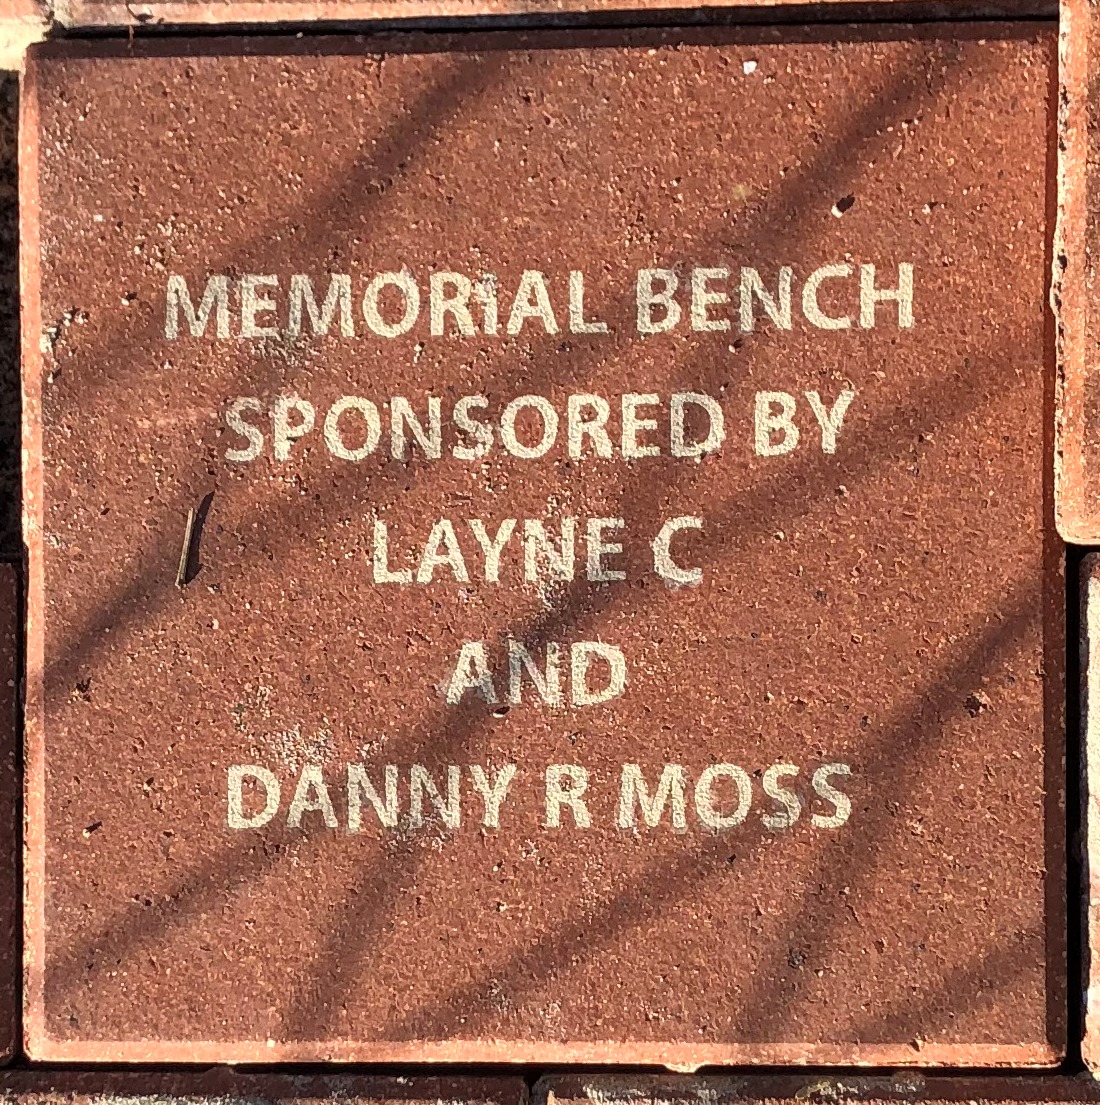 MEMORIAL BENCH
SPONSORED BY
LAYNE C
AND
DANNY R MOSS